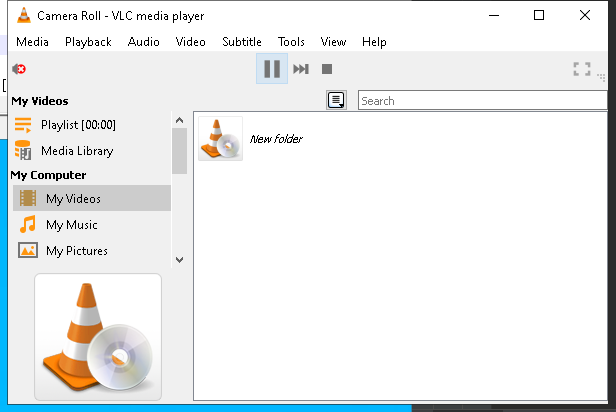 Camera Roll - VLC media player
Media Playback Audio Video Subtitle Tools View Help
My Videos
Search
Playlist [00:00]
New folder
Media Library
My Computer
My Videos
My Music
My Pictures